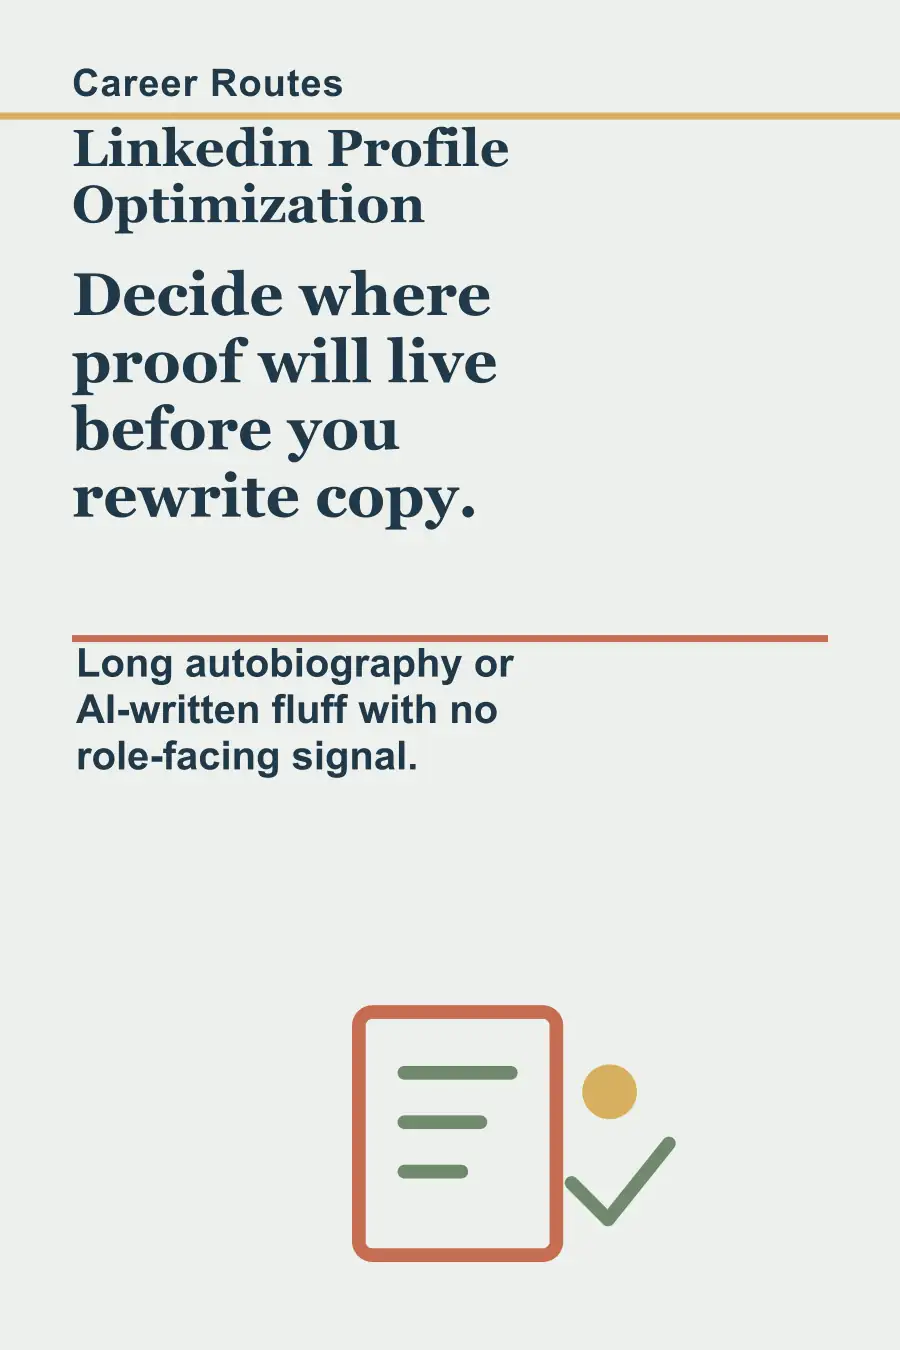 Career Routes
Linkedin Profile
Optimization
Decide where
proof will live
before you
rewrite copy.
Long autobiography or
AI-written fluff with no
role-facing signal.